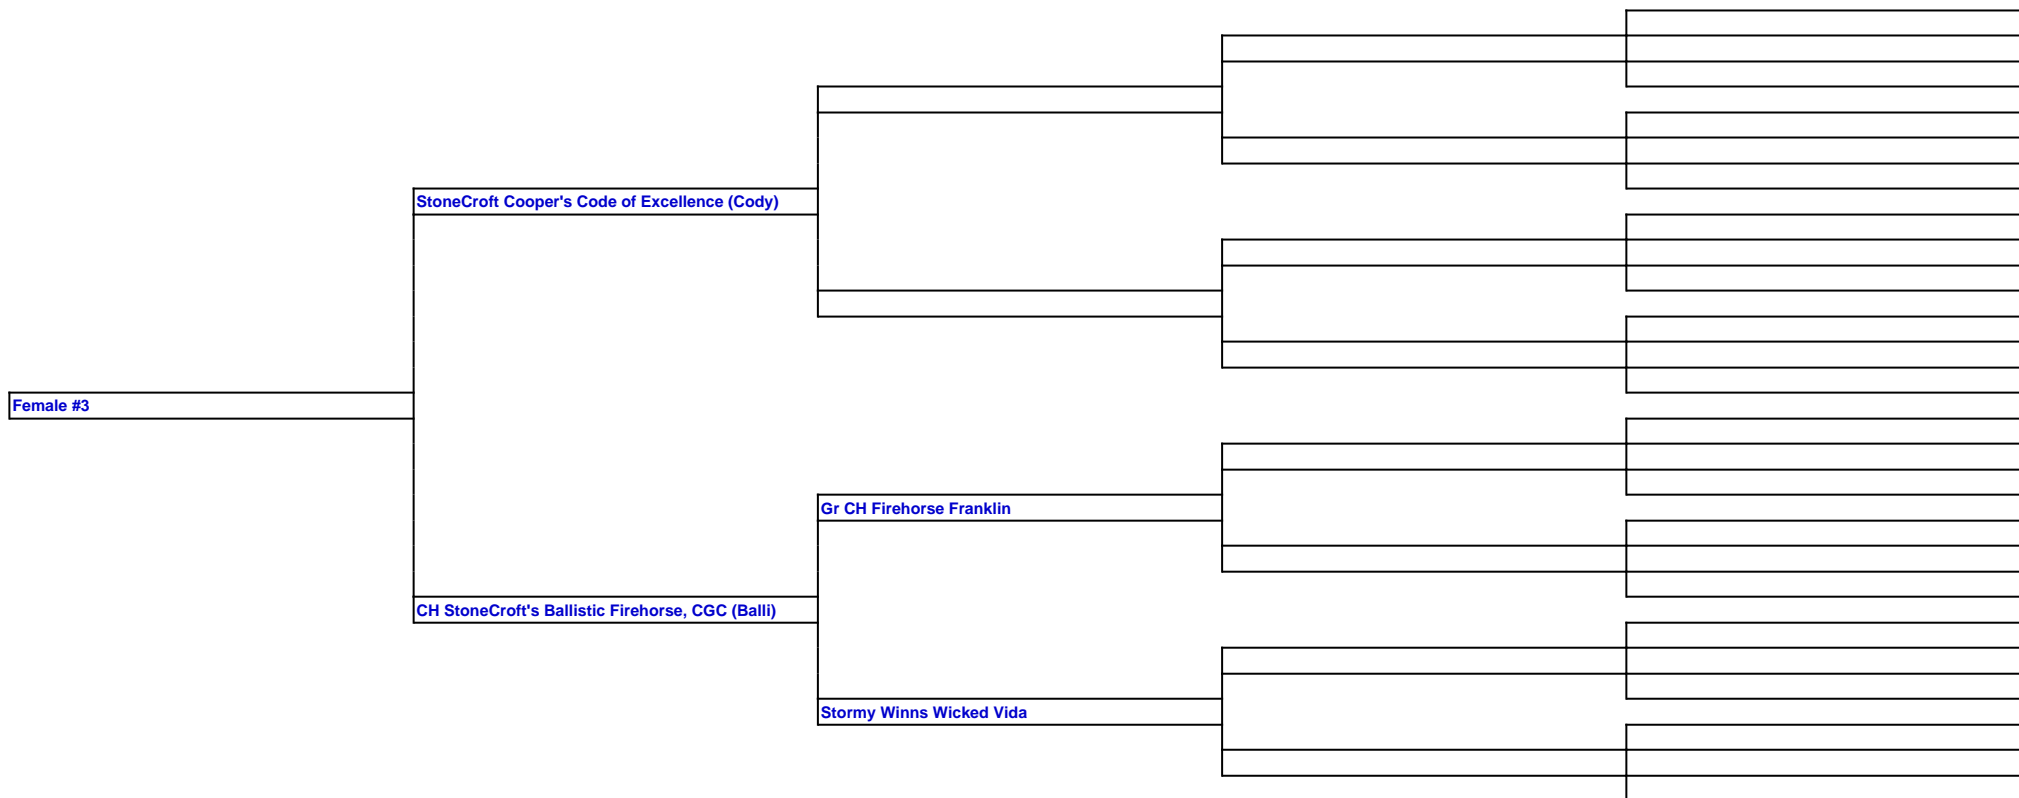 StoneCroft Cooper's Code of Excellence (Cody)
Female #3
Gr CH Firehorse Franklin
CH StoneCroft's Ballistic Firehorse, CGC (Balli)
Stormy Winns Wicked Vida